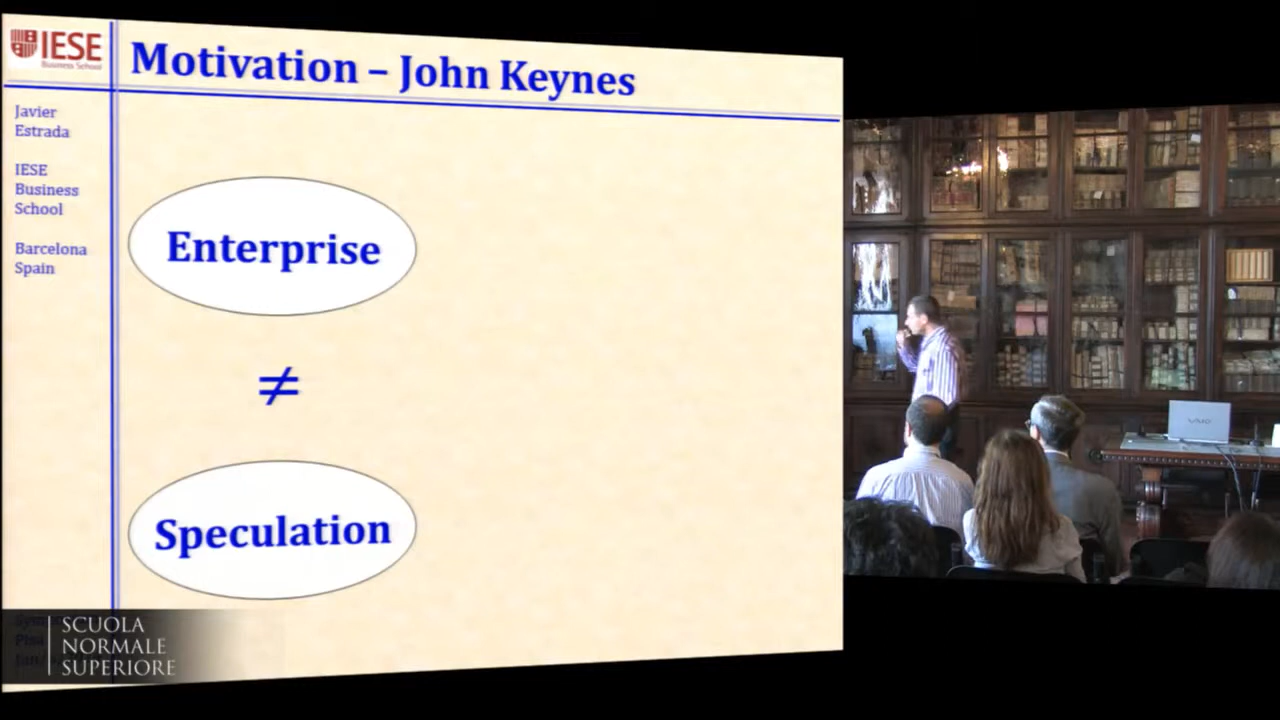 IESE
Business School
Motivation – John Keynes
Javier
Estrada
IESE
Business
School
Barcelona
Spain
Enterprise
≠
Speculation
SCUOLA
NORMALE
SUPERIORE
VAIO